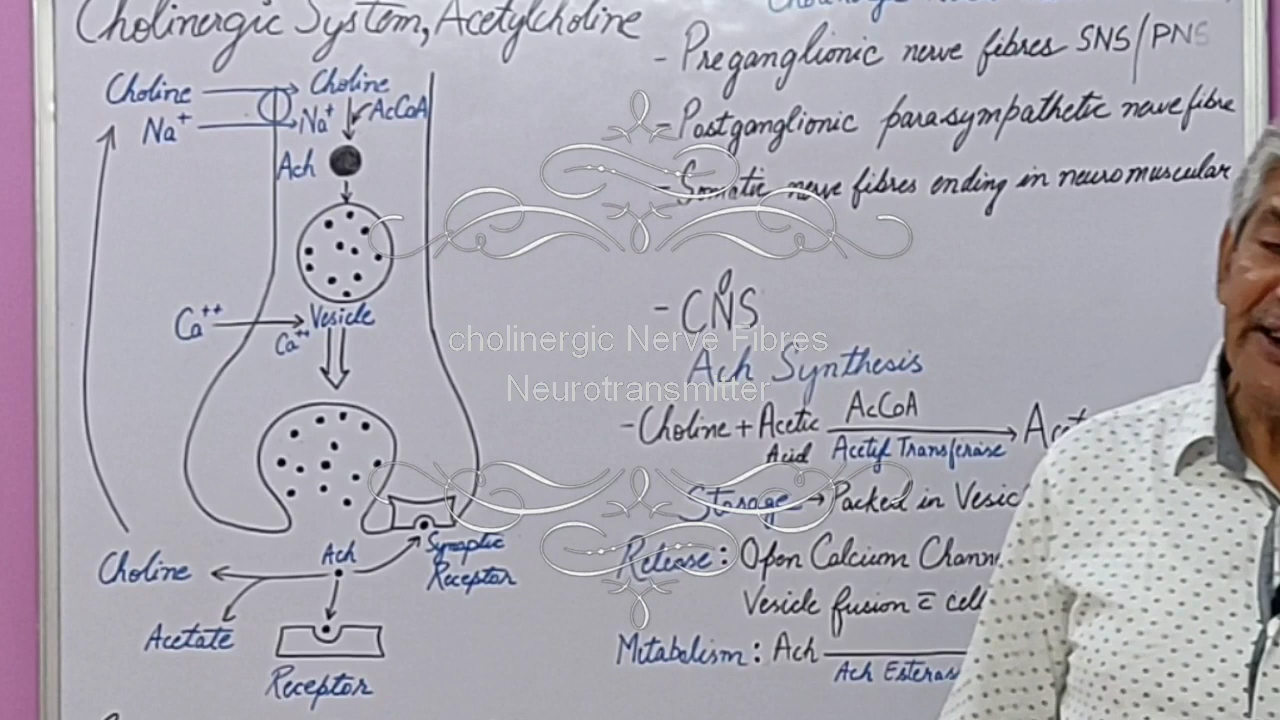 Cholinergic System, Acetylcholine
Choline
Choline
Na⁺
Na⁺
AcCoA
Ach
Ca⁺⁺
Vesicle
Ca⁺⁺
Ach
Synaptic
Receptor
Choline
Acetate
Receptor
- Preganglionic nerve fibres SNS/PNS
- Postganglionic parasympathetic nerve fibre
- Somatic nerve fibres ending in neuromuscular
- CNS
cholinergic Nerve Fibres
Neurotransmitter
Ach Synthesis
- Choline + Acetic AcCoA
Acid Acetyl Transferase
Storage → Packed in Vesic
Release: Open Calcium Chann
Vesicle fusion c̄ cell
Mitabolism: Ach
Ach Esteras